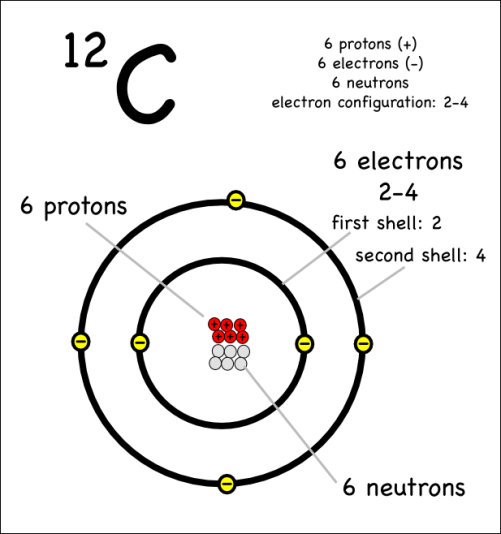 12
C
6 protons (+)
6 electrons (-)
6 neutrons
electron configuration: 2-4
6 electrons
2-4
first shell: 2
second shell: 4
6 protons
6 neutrons